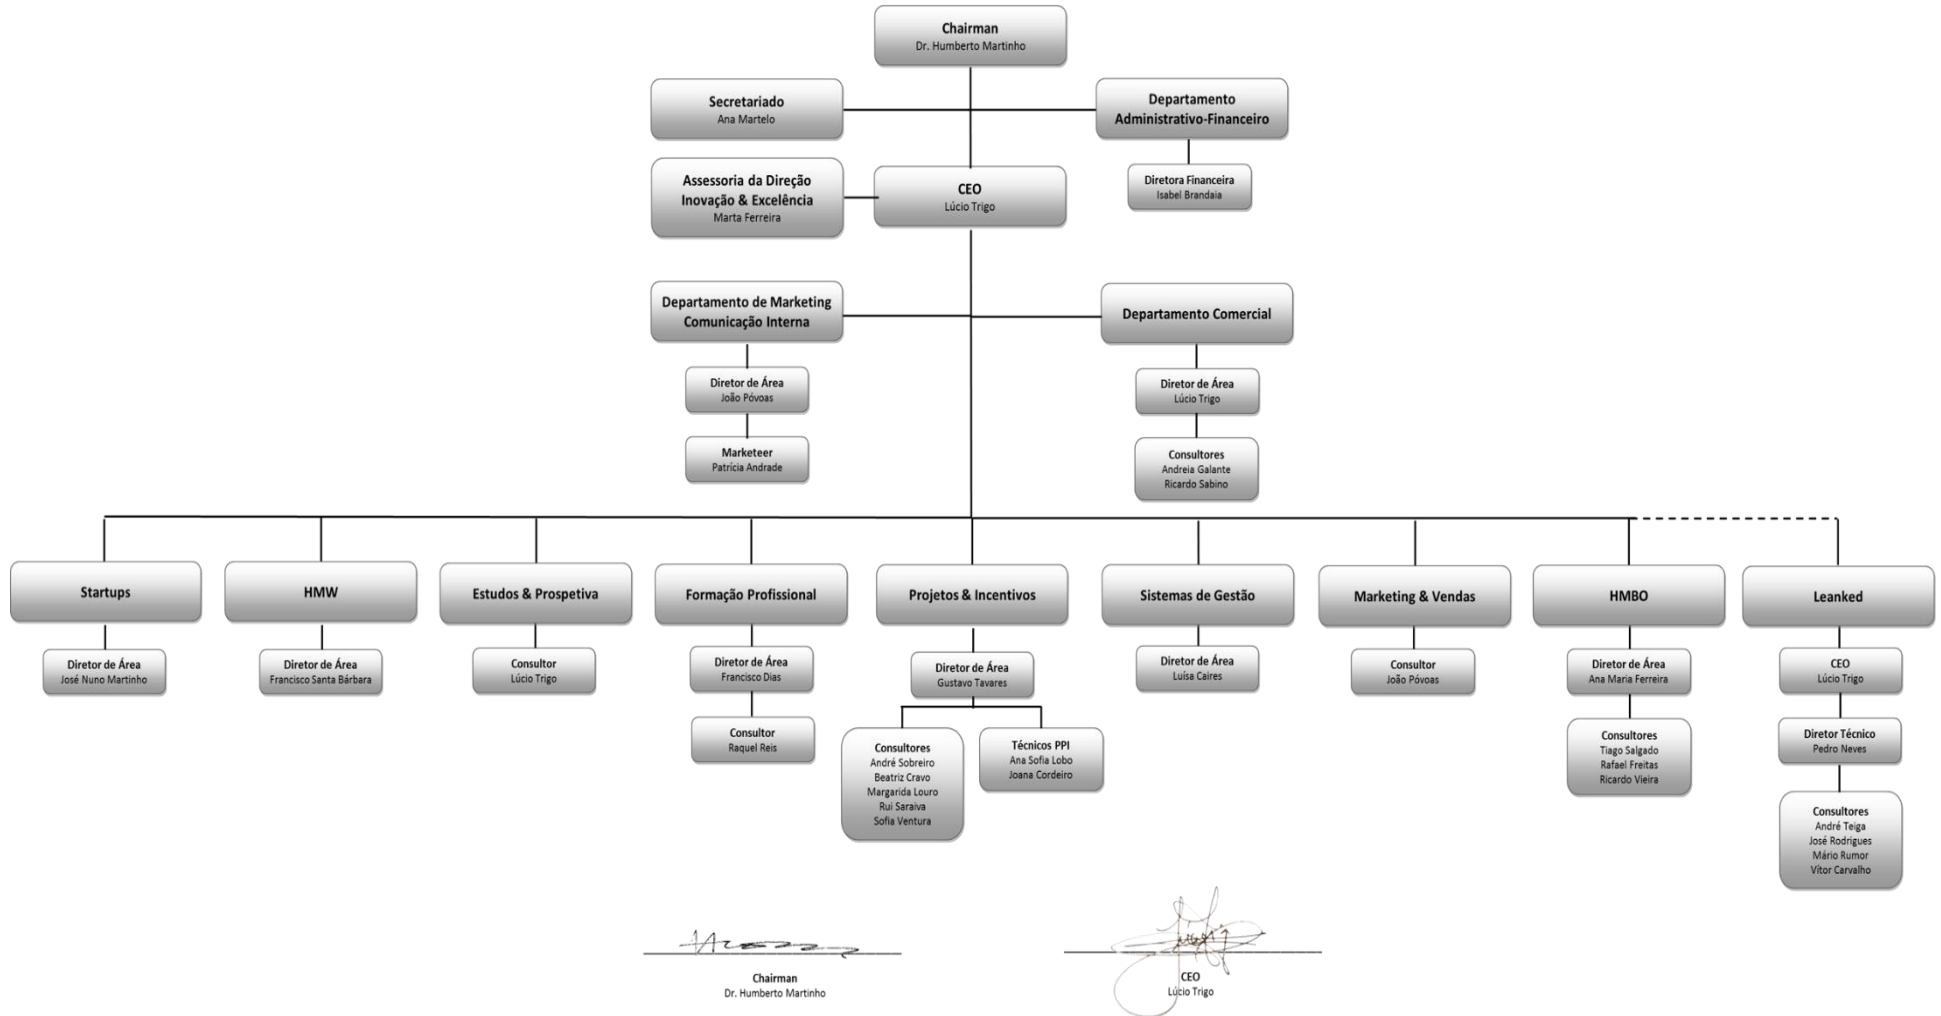 Chairman
Dr. Humberto Martinho
Secretariado
Ana Martelo
Departamento
Administrativo-Financeiro
Diretora Financeira
Isabel Brandaia
Assessoria da Direção
Inovação & Excelência
Marta Ferreira
CEO
Lúcio Trigo
Departamento de Marketing
Comunicação Interna
Diretor de Área
João Póvoas
Marketeer
Patrícia Andrade
Departamento Comercial
Diretor de Área
Lúcio Trigo
Consultores
Andreia Galante
Ricardo Sabino
Startups
Diretor de Área
José Nuno Martinho
HMW
Diretor de Área
Francisco Santa Bárbara
Estudos & Prospetiva
Consultor
Lúcio Trigo
Formação Profissional
Diretor de Área
Francisco Dias
Consultor
Raquel Reis
Projetos & Incentivos
Diretor de Área
Gustavo Tavares
Consultores
André Sobreiro
Beatriz Cravo
Margarida Louro
Rui Saraiva
Sofia Ventura
Técnicos PPI
Ana Sofia Lobo
Joana Cordeiro
Sistemas de Gestão
Diretor de Área
Luísa Caires
Marketing & Vendas
Consultor
João Póvoas
HMBO
Diretor de Área
Ana Maria Ferreira
Consultores
Tiago Salgado
Rafael Freitas
Ricardo Vieira
Leanked
CEO
Lúcio Trigo
Diretor Técnico
Pedro Neves
Consultores
André Teiga
José Rodrigues
Mário Rumor
Vítor Carvalho
Chairman
Dr. Humberto Martinho
CEO
Lúcio Trigo